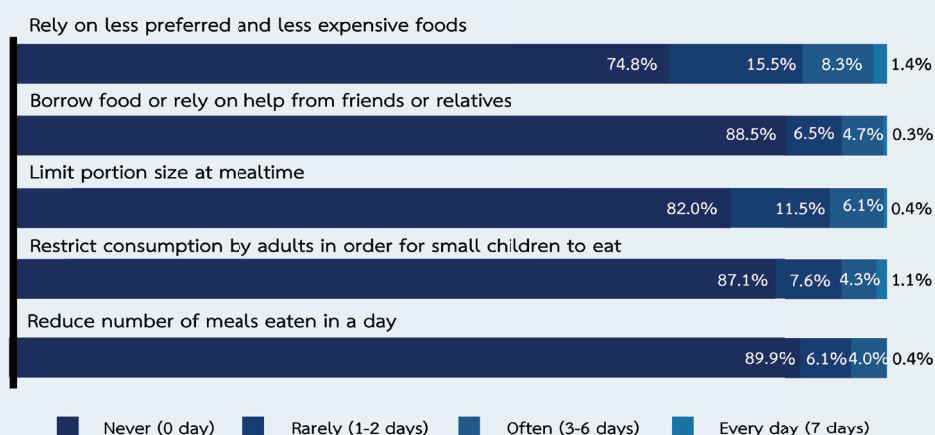 Rely on less preferred and less expensive foods
74.8% 15.5% 8.3% 1.4%
Borrow food or rely on help from friends or relatives
88.5% 6.5% 4.7% 0.3%
Limit portion size at mealtime
82.0% 11.5% 6.1% 0.4%
Restrict consumption by adults in order for small children to eat
87.1% 7.6% 4.3% 1.1%
Reduce number of meals eaten in a day
89.9% 6.1% 4.0% 0.4%
Never (0 day) Rarely (1-2 days) Often (3-6 days) Every day (7 days)